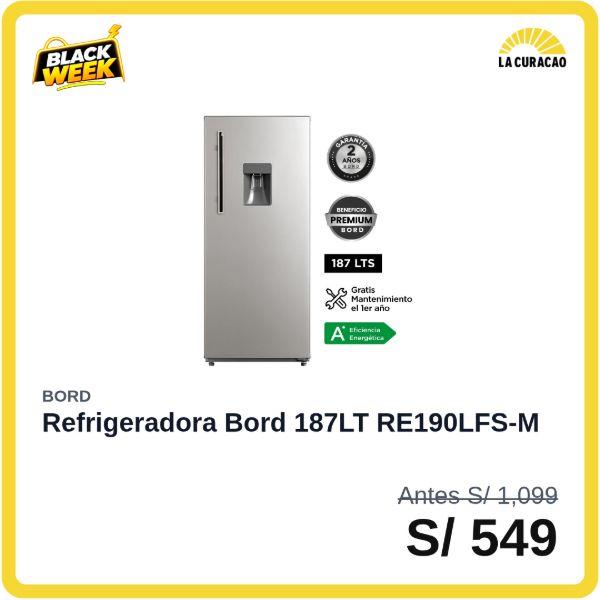 BLACK
WEEK
LA CURACAO
GARANTÍA
2
AÑOS
BORD
BENEFICIO
PREMIUM
BORD
187 LTS
Gratis
Mantenimiento
el 1er año
A+
Eficiencia
Energética
BORD
Refrigeradora Bord 187LT RE190LFS-M
Antes S/ 1,099
S/ 549